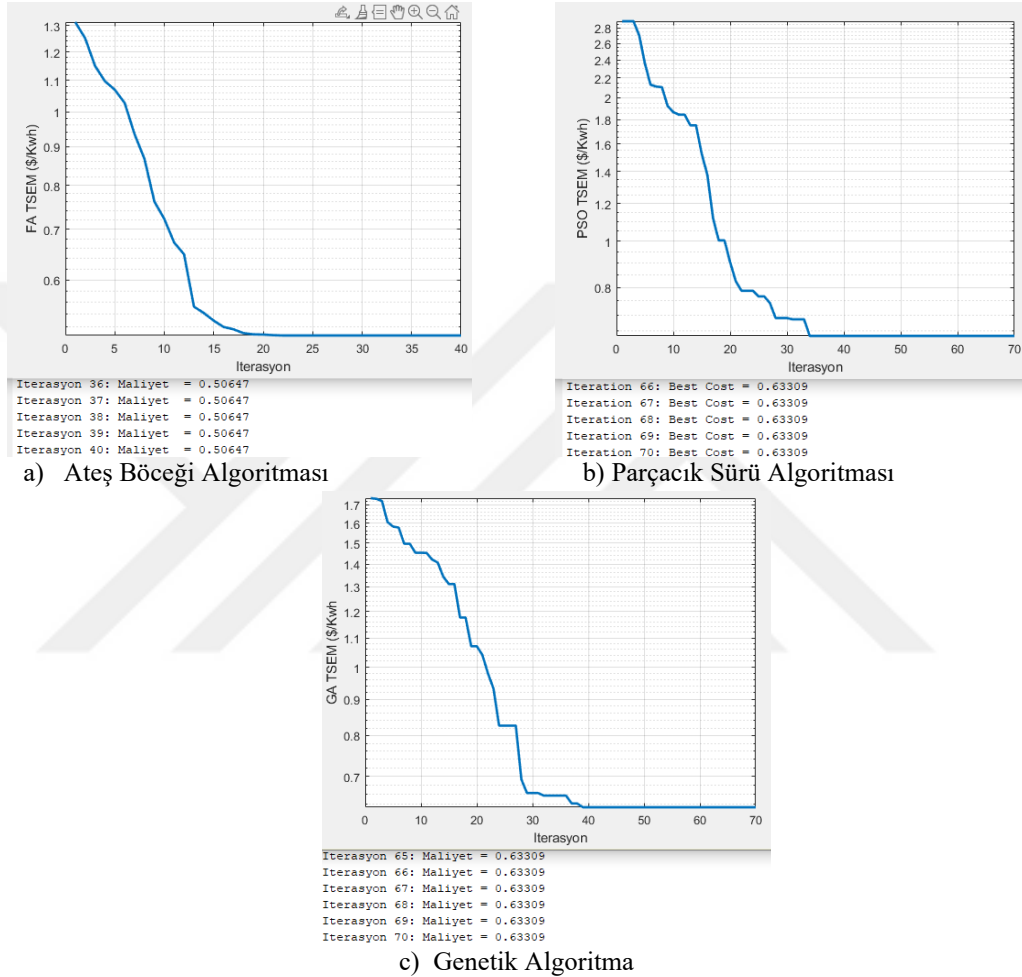 1.3
1.2
1.1
1
0.9
0.8
0.7
0.6
FA TSEM ($/Kwh)
0 5 10 15 20 25 30 35 40
Iterasyon
Iterasyon 36: Maliyet = 0.50647
Iterasyon 37: Maliyet = 0.50647
Iterasyon 38: Maliyet = 0.50647
Iterasyon 39: Maliyet = 0.50647
Iterasyon 40: Maliyet = 0.50647
a) Ateş Böceği Algoritması
2.8
2.6
2.4
2.2
2
1.8
1.6
1.4
1.2
1
0.8
PSO TSEM ($/Kwh)
0 10 20 30 40 50 60 70
Iterasyon
Iteration 66: Best Cost = 0.63309
Iteration 67: Best Cost = 0.63309
Iteration 68: Best Cost = 0.63309
Iteration 69: Best Cost = 0.63309
Iteration 70: Best Cost = 0.63309
b) Parçacık Sürü Algoritması
1.7
1.6
1.5
1.4
1.3
1.2
1.1
1
0.9
0.8
0.7
GA TSEM ($/Kwh
0 10 20 30 40 50 60 70
Iterasyon
Iterasyon 65: Maliyet = 0.63309
Iterasyon 66: Maliyet = 0.63309
Iterasyon 67: Maliyet = 0.63309
Iterasyon 68: Maliyet = 0.63309
Iterasyon 69: Maliyet = 0.63309
Iterasyon 70: Maliyet = 0.63309
c) Genetik Algoritma